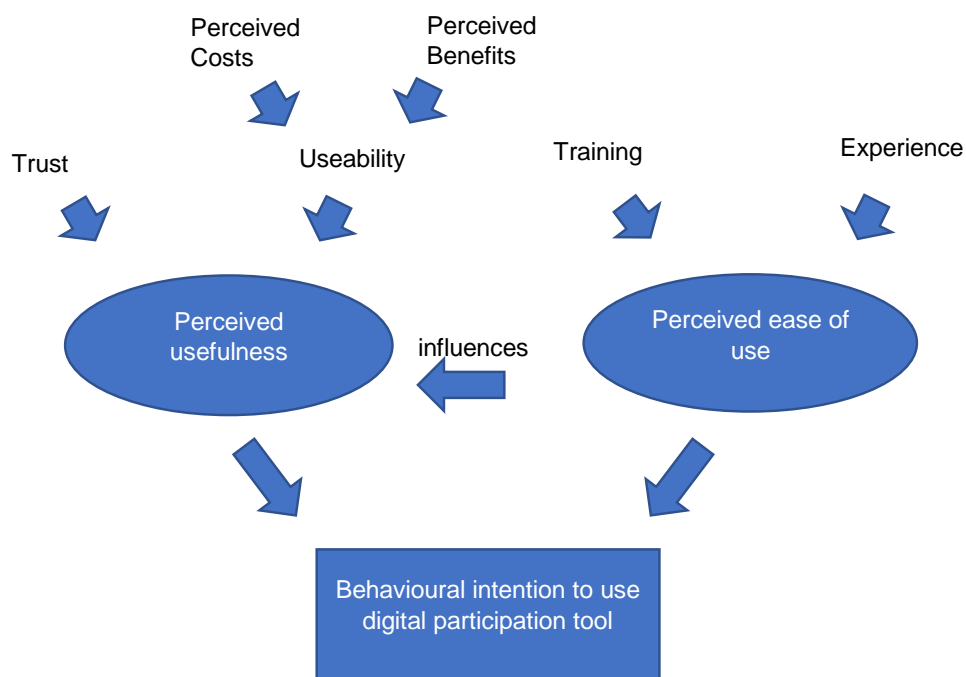 Perceived
Costs
Perceived
Benefits
Trust
Useability
Training
Experience
Perceived
usefulness
influences
Perceived ease of
use
Behavioural intention to use
digital participation tool